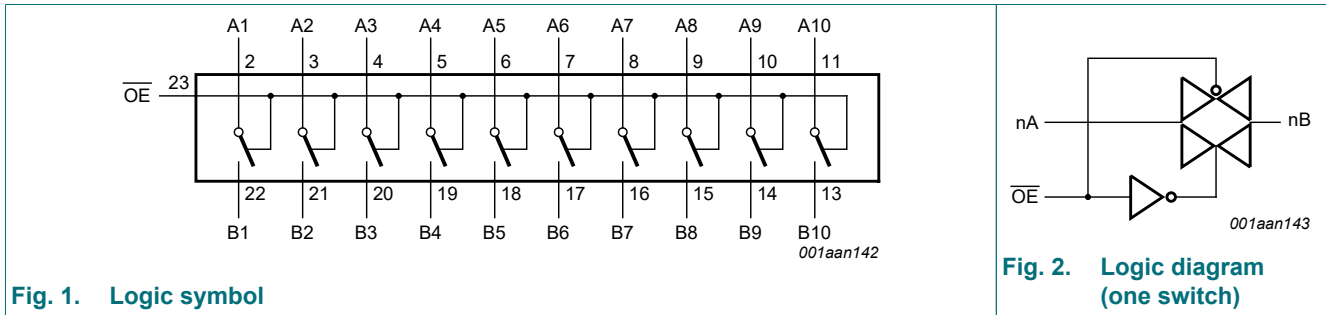 A1 A2 A3 A4 A5 A6 A7 A8 A9 A10
2 3 4 5 6 7 8 9 10 11
OE 23
22 21 20 19 18 17 16 15 14 13
B1 B2 B3 B4 B5 B6 B7 B8 B9 B10
001aan142
Fig. 1. Logic symbol
nA nB
OE
001aan143
Fig. 2. Logic diagram
(one switch)